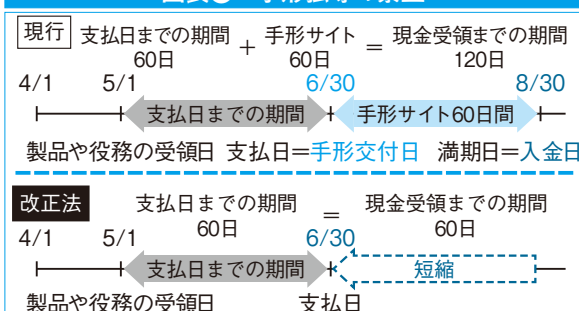 現行 支払日までの期間 + 手形サイト = 現金受領までの期間
60日 60日 120日
4/1 5/1 6/30 8/30
支払日までの期間 手形サイト60日間
製品や役務の受領日 支払日=手形交付日 満期日=入金日
改正法 支払日までの期間 = 現金受領までの期間
60日 60日
4/1 5/1 6/30
支払日までの期間 短縮
製品や役務の受領日 支払日